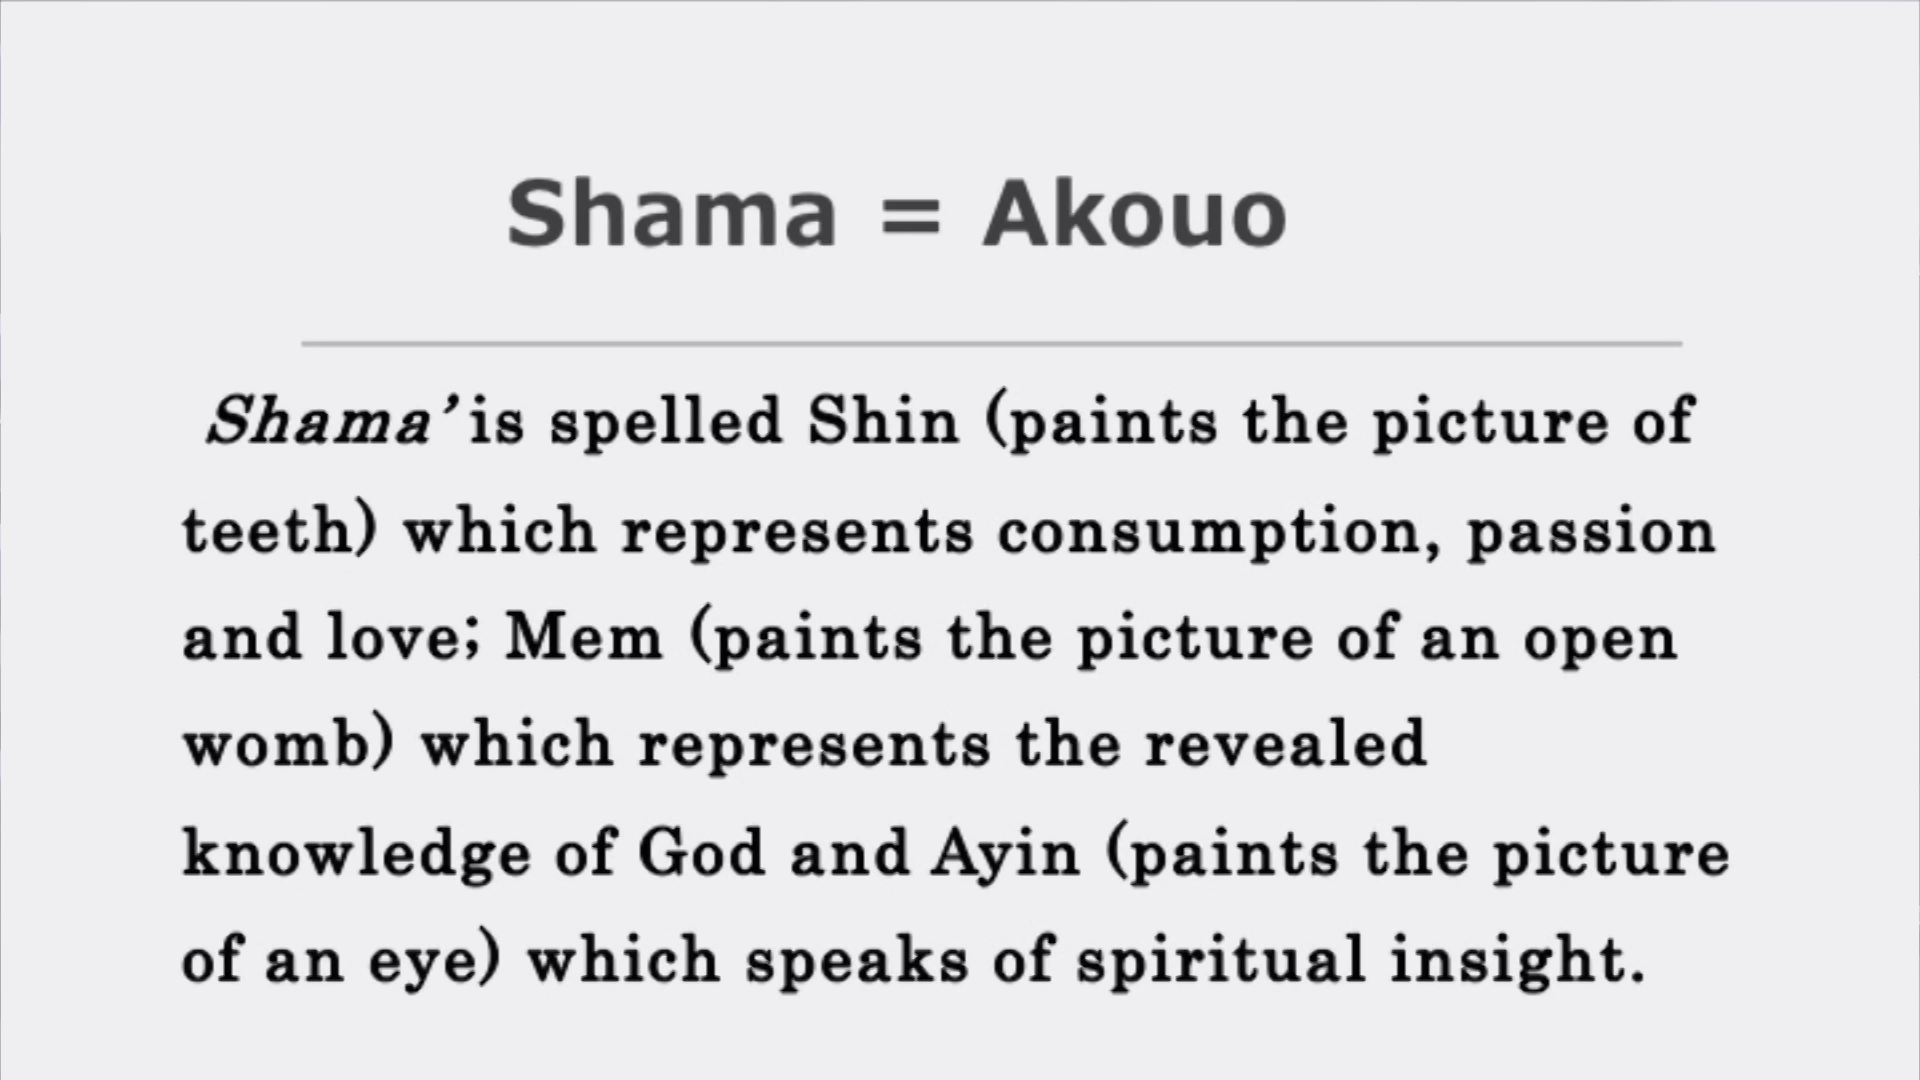 Shama = Akouo
Shama’ is spelled Shin (paints the picture of
teeth) which represents consumption, passion
and love; Mem (paints the picture of an open
womb) which represents the revealed
knowledge of God and Ayin (paints the picture
of an eye) which speaks of spiritual insight.